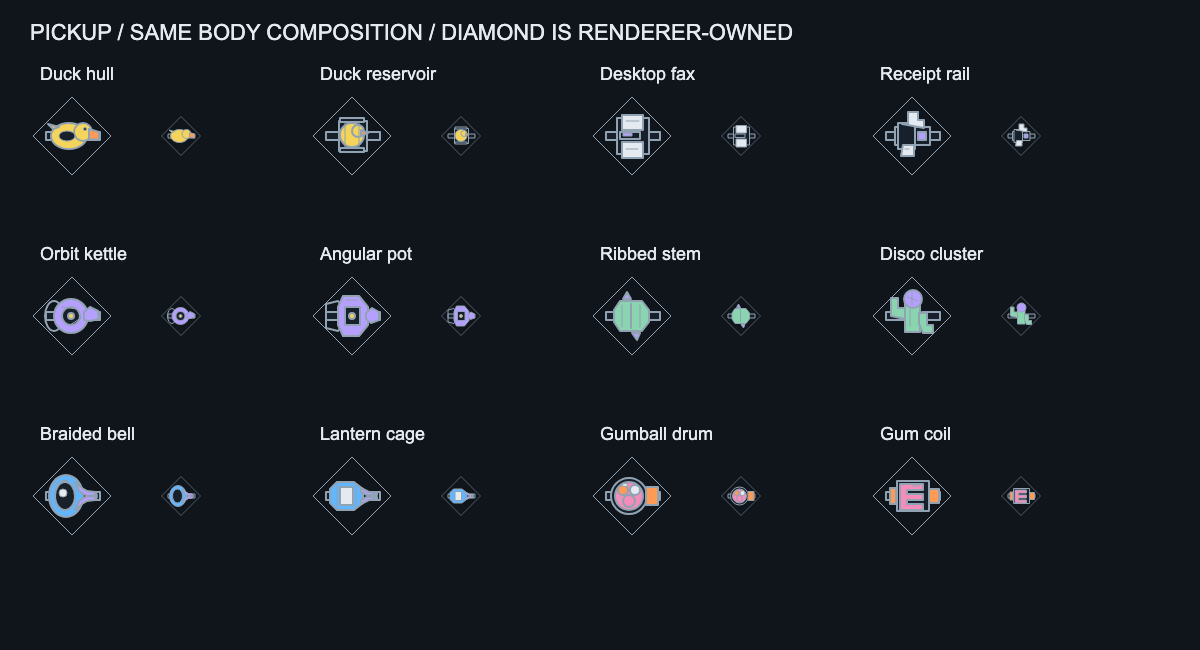 PICKUP / SAME BODY COMPOSITION / DIAMOND IS RENDERER-OWNED
Duck hull
Duck reservoir
Desktop fax
Receipt rail
Orbit kettle
Angular pot
Ribbed stem
Disco cluster
Braided bell
Lantern cage
Gumball drum
Gum coil